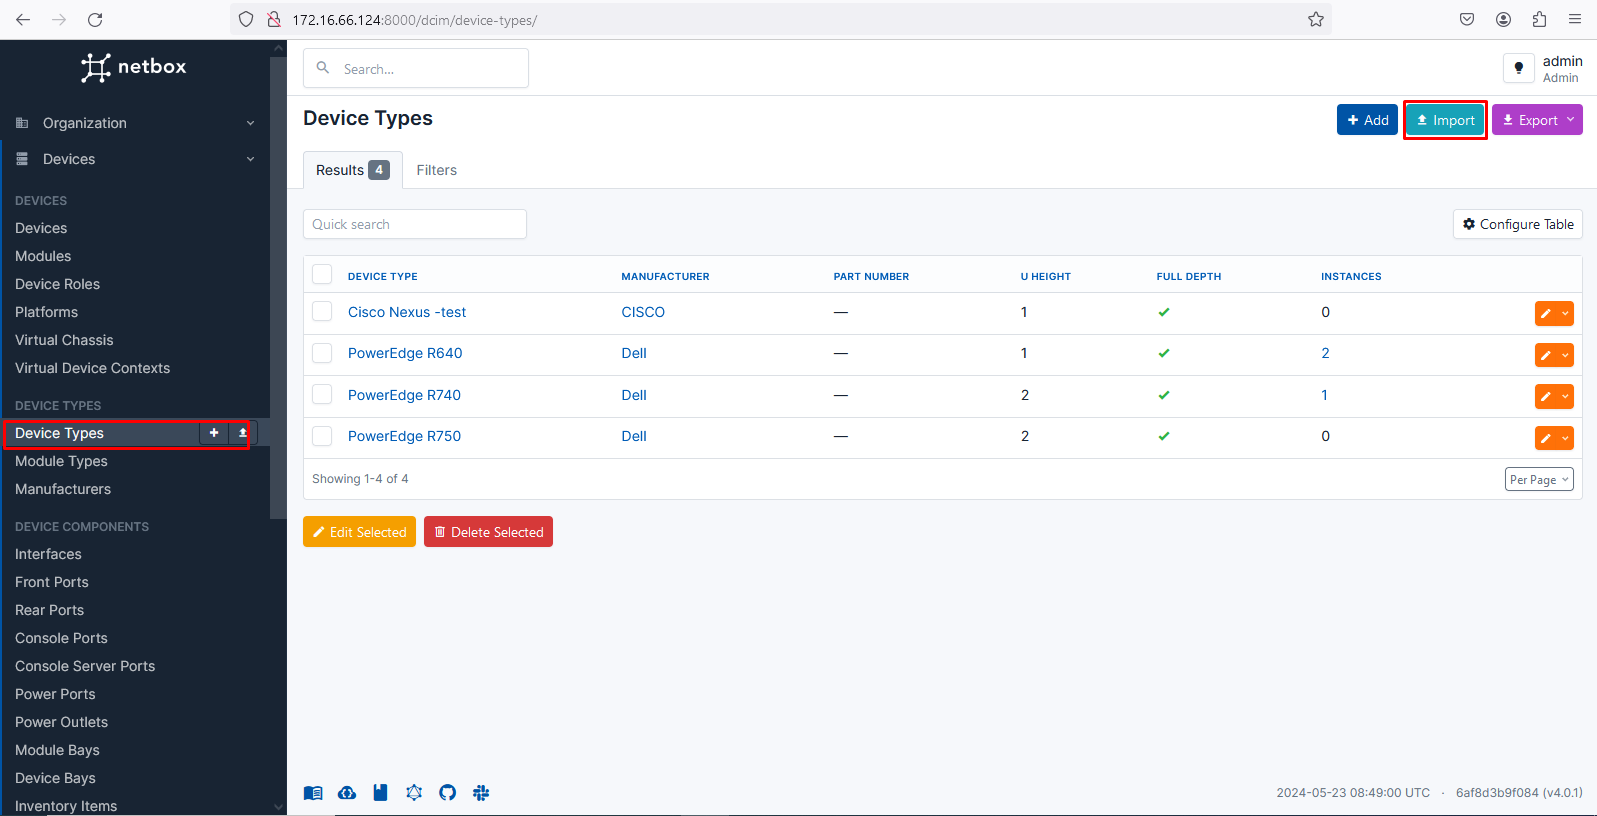 172.16.66.124:8000/dcim/device-types/
netbox
Search...
admin
Admin
Organization
Devices
DEVICES
Devices
Modules
Device Roles
Platforms
Virtual Chassis
Virtual Device Contexts
DEVICE TYPES
Device Types
Module Types
Manufacturers
DEVICE COMPONENTS
Interfaces
Front Ports
Rear Ports
Console Ports
Console Server Ports
Power Ports
Power Outlets
Module Bays
Device Bays
Inventory Items
Device Types
Add Import Export
Results 4 Filters
Quick search
Configure Table
DEVICE TYPE MANUFACTURER PART NUMBER U HEIGHT FULL DEPTH INSTANCES
Cisco Nexus -test CISCO — 1 ✔ 0
PowerEdge R640 Dell — 1 ✔ 2
PowerEdge R740 Dell — 2 ✔ 1
PowerEdge R750 Dell — 2 ✔ 0
Showing 1-4 of 4 Per Page
Edit Selected Delete Selected
2024-05-23 08:49:00 UTC · 6af8d3b9f084 (v4.0.1)